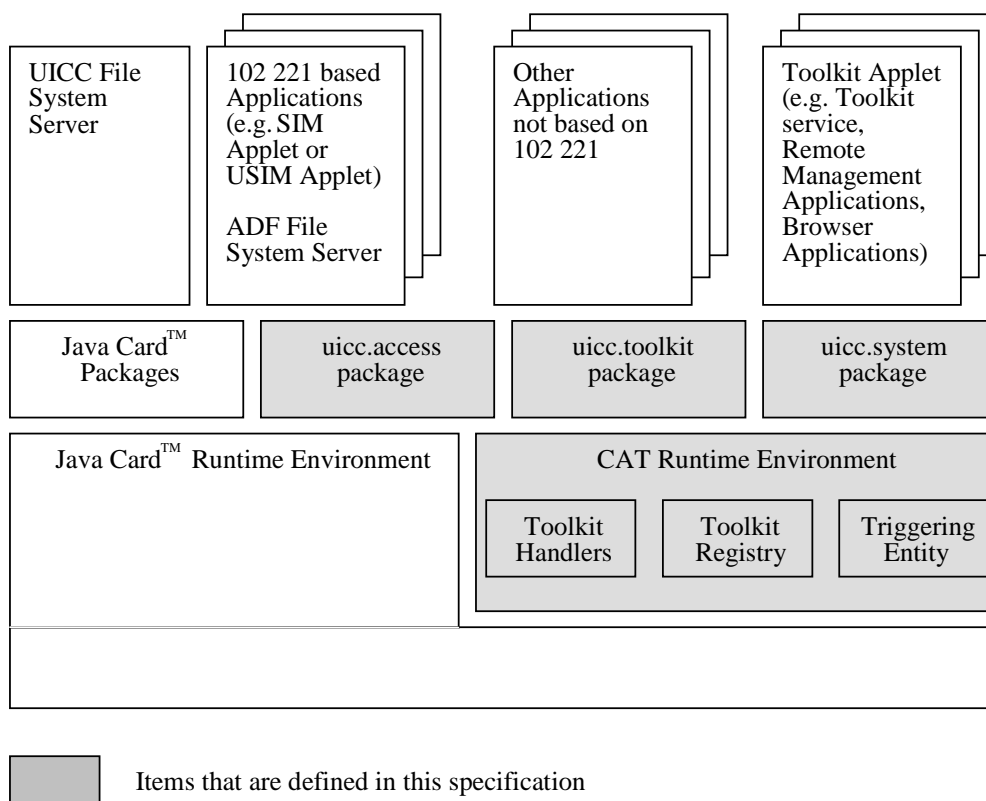 UICC File
System
Server
102 221 based
Applications
(e.g. SIM
Applet or
USIM Applet)
ADF File
System Server
Other
Applications
not based on
102 221
Toolkit Applet
(e.g. Toolkit
service,
Remote
Management
Applications,
Browser
Applications)
Java Card™
Packages
uicc.access
package
uicc.toolkit
package
uicc.system
package
Java Card™ Runtime Environment
CAT Runtime Environment
Toolkit
Handlers
Toolkit
Registry
Triggering
Entity
Items that are defined in this specification